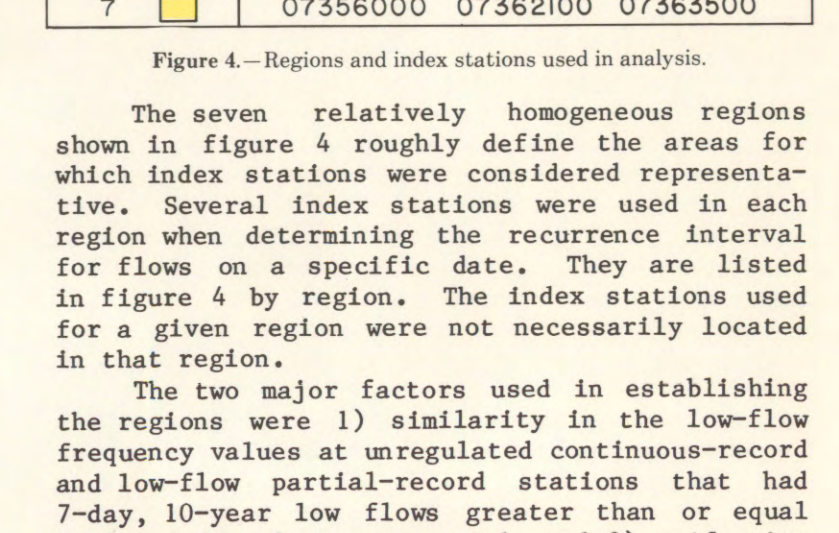 7 07356000 07362100 07363500
Figure 4.—Regions and index stations used in analysis.
The seven relatively homogeneous regions
shown in figure 4 roughly define the areas for
which index stations were considered representa-
tive. Several index stations were used in each
region when determining the recurrence interval
for flows on a specific date. They are listed
in figure 4 by region. The index stations used
for a given region were not necessarily located
in that region.
The two major factors used in establishing
the regions were 1) similarity in the low-flow
frequency values at unregulated continuous-record
and low-flow partial-record stations that had
7-day, 10-year low flows greater than or equal